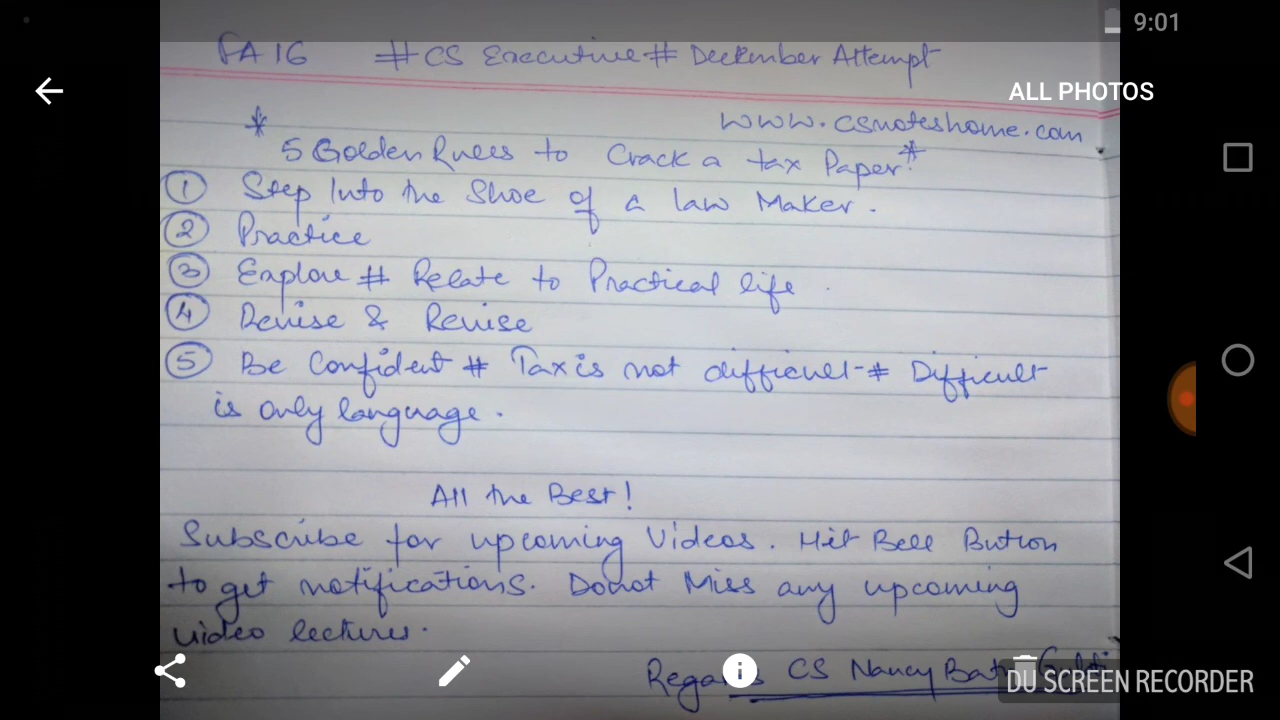 9:01
FA 16 # CS Executive # December Attempt
ALL PHOTOS
www.csnoteshome.com
* 5 Golden Rules to Crack a tax Paper.*
① Step Into the Shoe of a law Maker.
② Practice
③ Explore # Relate to Practical life.
④ Revise & Revise
⑤ Be Confident # Tax is not difficult # Difficult
is only language.
All the Best!
Subscribe for upcoming Videos. Hit Bell Button
to get notifications. Donot Miss any upcoming
video lectures.
Regards CS Nancy
DU SCREEN RECORDER